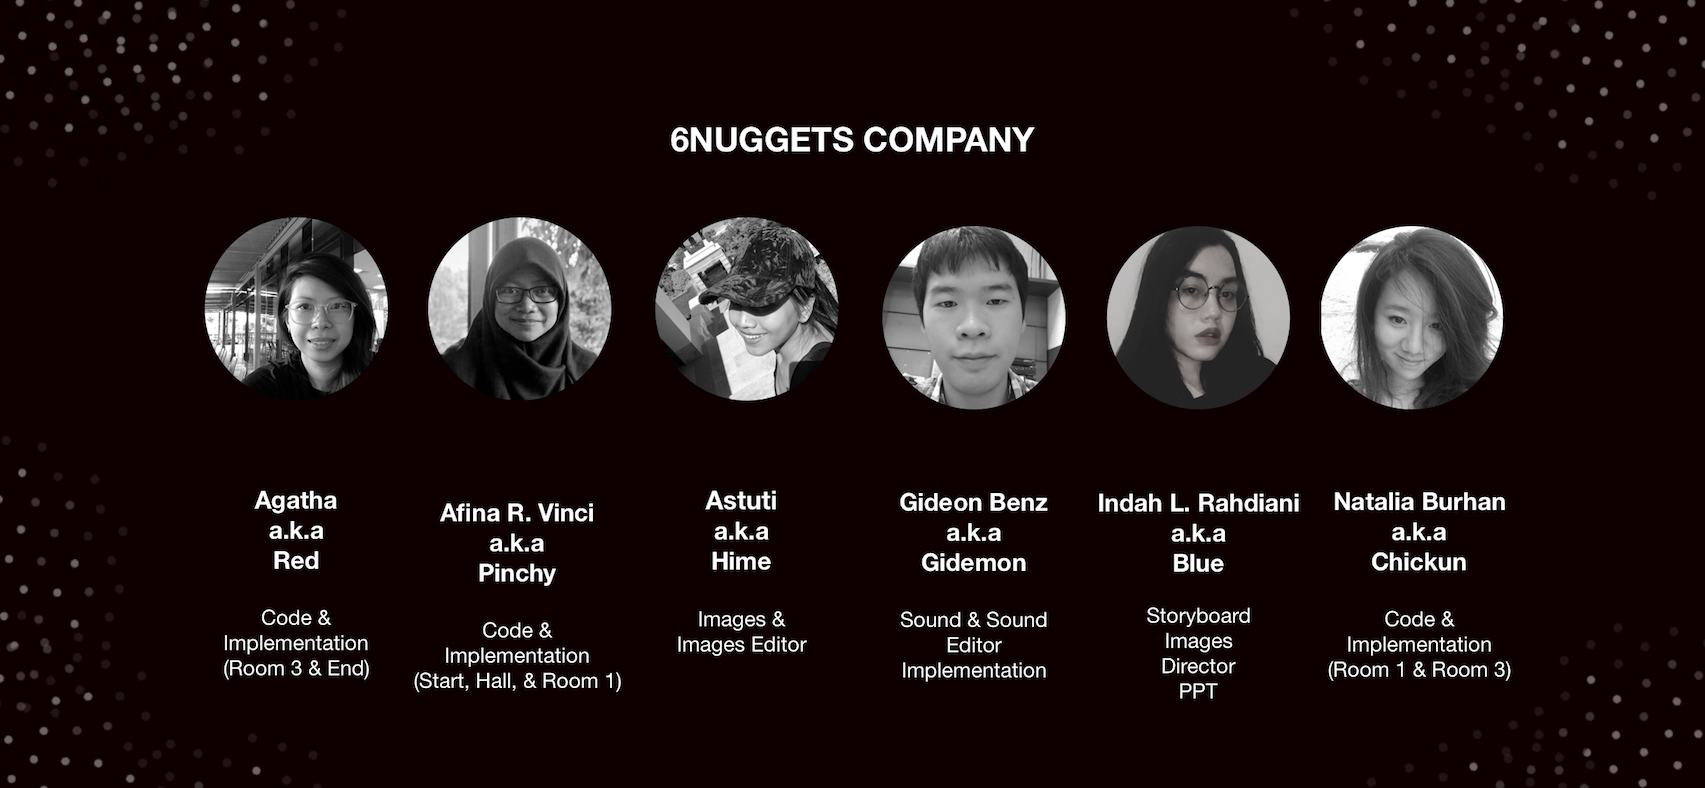 6NUGGETS COMPANY
Agatha
a.k.a
Red
Code &
Implementation
(Room 3 & End)
Afina R. Vinci
a.k.a
Pinchy
Code &
Implementation
(Start, Hall, & Room 1)
Astuti
a.k.a
Hime
Images &
Images Editor
Gideon Benz
a.k.a
Gidemon
Sound & Sound
Editor
Implementation
Indah L. Rahdiani
a.k.a
Blue
Storyboard
Images
Director
PPT
Natalia Burhan
a.k.a
Chickun
Code &
Implementation
(Room 1 & Room 3)